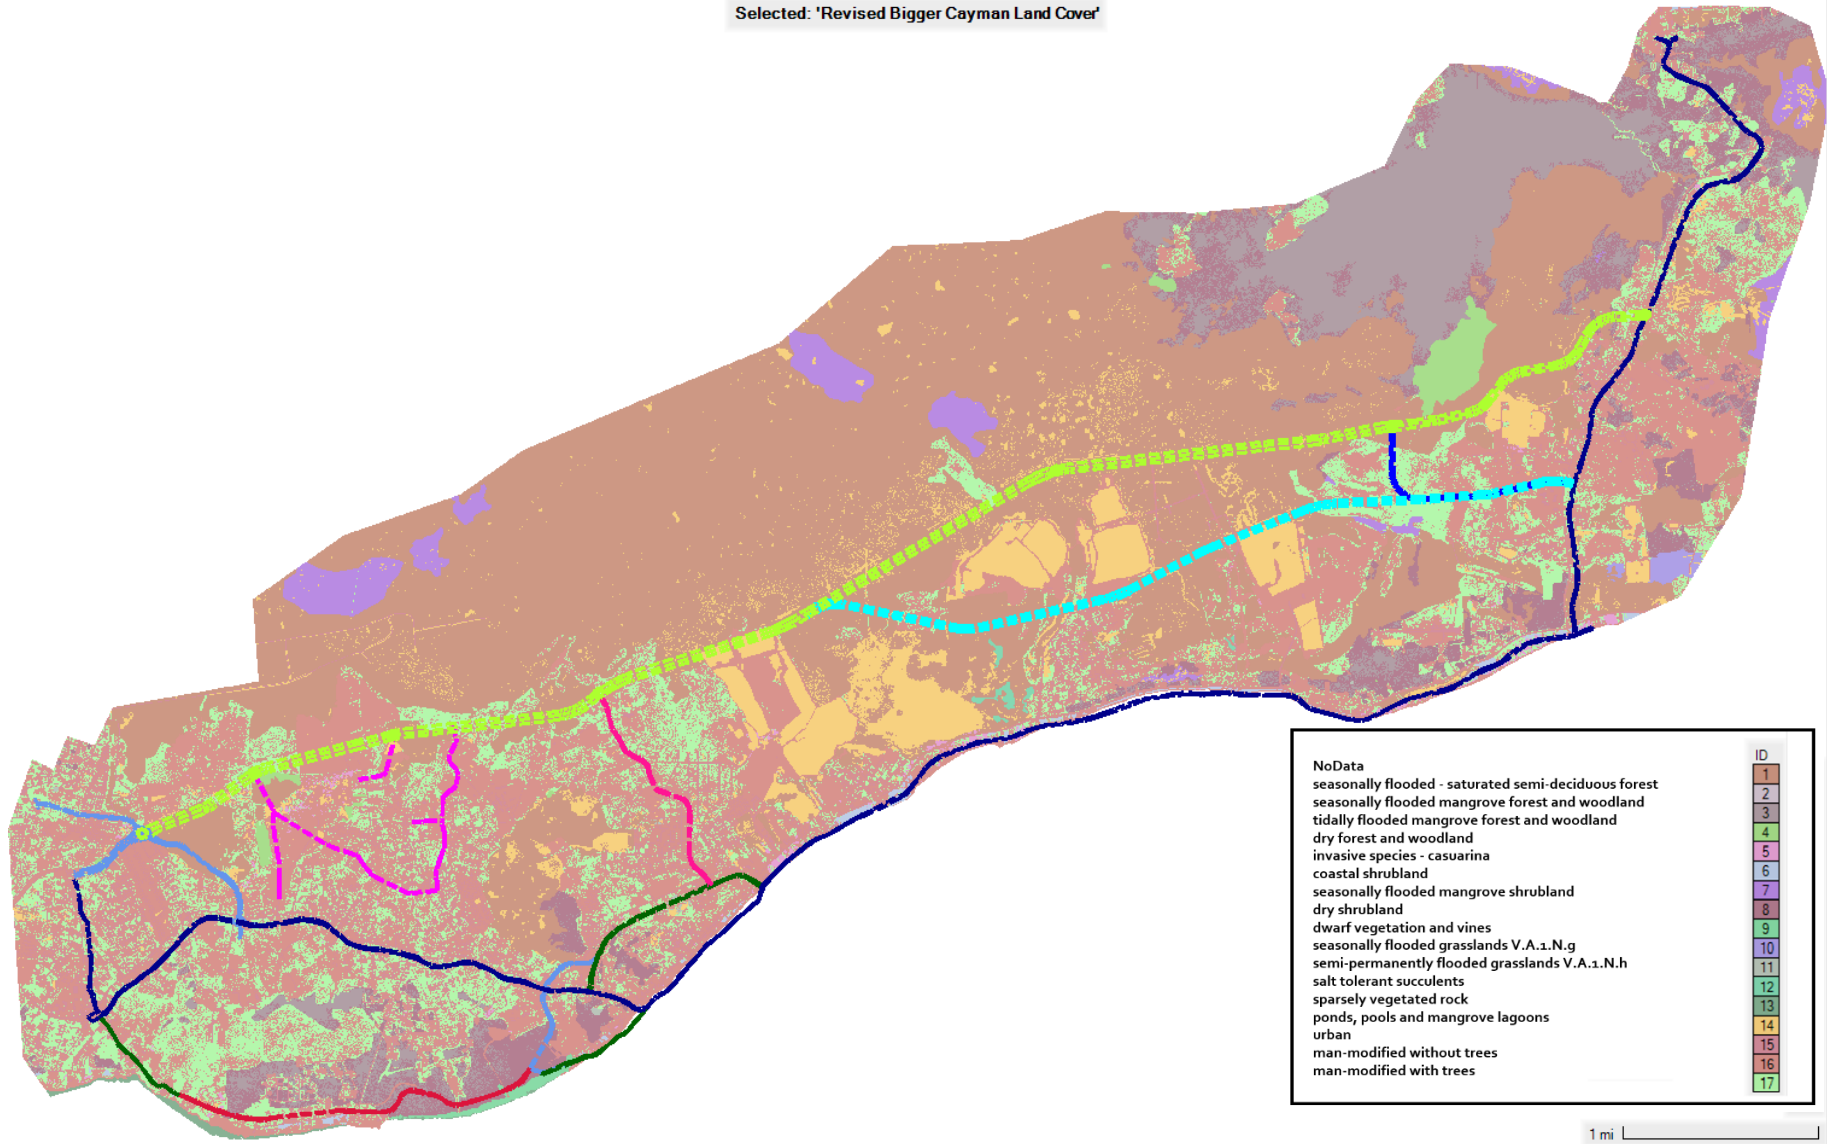 Selected: 'Revised Bigger Cayman Land Cover'
NoData
seasonally flooded - saturated semi-deciduous forest
seasonally flooded mangrove forest and woodland
tidally flooded mangrove forest and woodland
dry forest and woodland
invasive species - casuarina
coastal shrubland
seasonally flooded mangrove shrubland
dry shrubland
dwarf vegetation and vines
seasonally flooded grasslands V.A.1.N.g
semi-permanently flooded grasslands V.A.1.N.h
salt tolerant succulents
sparsely vegetated rock
ponds, pools and mangrove lagoons
urban
man-modified without trees
man-modified with trees
ID
1
2
3
4
5
6
7
8
9
10
11
12
13
14
15
16
17
1 mi